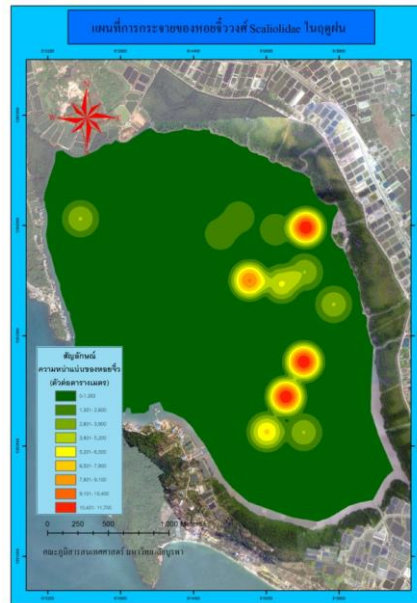 แผนที่การกระจายของหอยจิ๋ววงศ์ Scaliolidae ในฤดูฝน
N
W
E
S
สัญลักษณ์
ความหนาแน่นของหอยจิ๋ว
(ตัวต่อตารางเมตร)
0-1,300
1,301 - 2,600
2,601 - 3,900
3,901 - 5,200
5,201 - 6,500
6,501 - 7,800
7,801 - 9,100
9,101 - 10,400
10,401 - 11,700
0 250 500 1,000 Meters
คณะภูมิสารสนเทศศาสตร์ มหาวิทยาลัยบูรพา